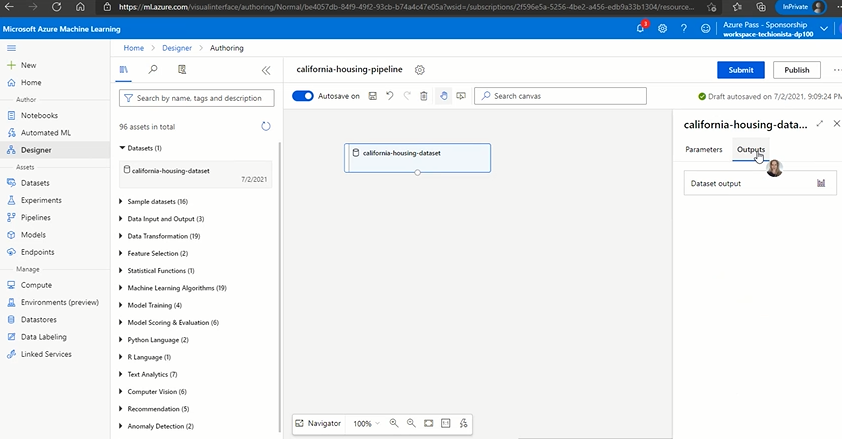 https://ml.azure.com/visualinterface/authoring/Normal/be4057db-84f9-49f2-93cb-b74a4c47e05a?wsid=/subscriptions/2f596e5a-5256-4be2-a456-edb9a33b1304/resource...
InPrivate
Microsoft Azure Machine Learning
3
Azure Pass - Sponsorship
workspace-techionista-dp100
New
Home
Author
Notebooks
Automated ML
Designer
Assets
Datasets
Experiments
Pipelines
Models
Endpoints
Manage
Compute
Environments (preview)
Datastores
Data Labeling
Linked Services
Home > Designer > Authoring
Search by name, tags and description
96 assets in total
Datasets (1)
california-housing-dataset
7/2/2021
Sample datasets (16)
Data Input and Output (3)
Data Transformation (19)
Feature Selection (2)
Statistical Functions (1)
Machine Learning Algorithms (19)
Model Training (4)
Model Scoring & Evaluation (6)
Python Language (2)
R Language (1)
Text Analytics (7)
Computer Vision (6)
Recommendation (5)
Anomaly Detection (2)
california-housing-pipeline
Submit
Publish
...
Autosave on
Search canvas
Draft autosaved on 7/2/2021, 9:09:24 PM
california-housing-dataset
Navigator
100%
california-housing-data...
Parameters
Outputs
Dataset output